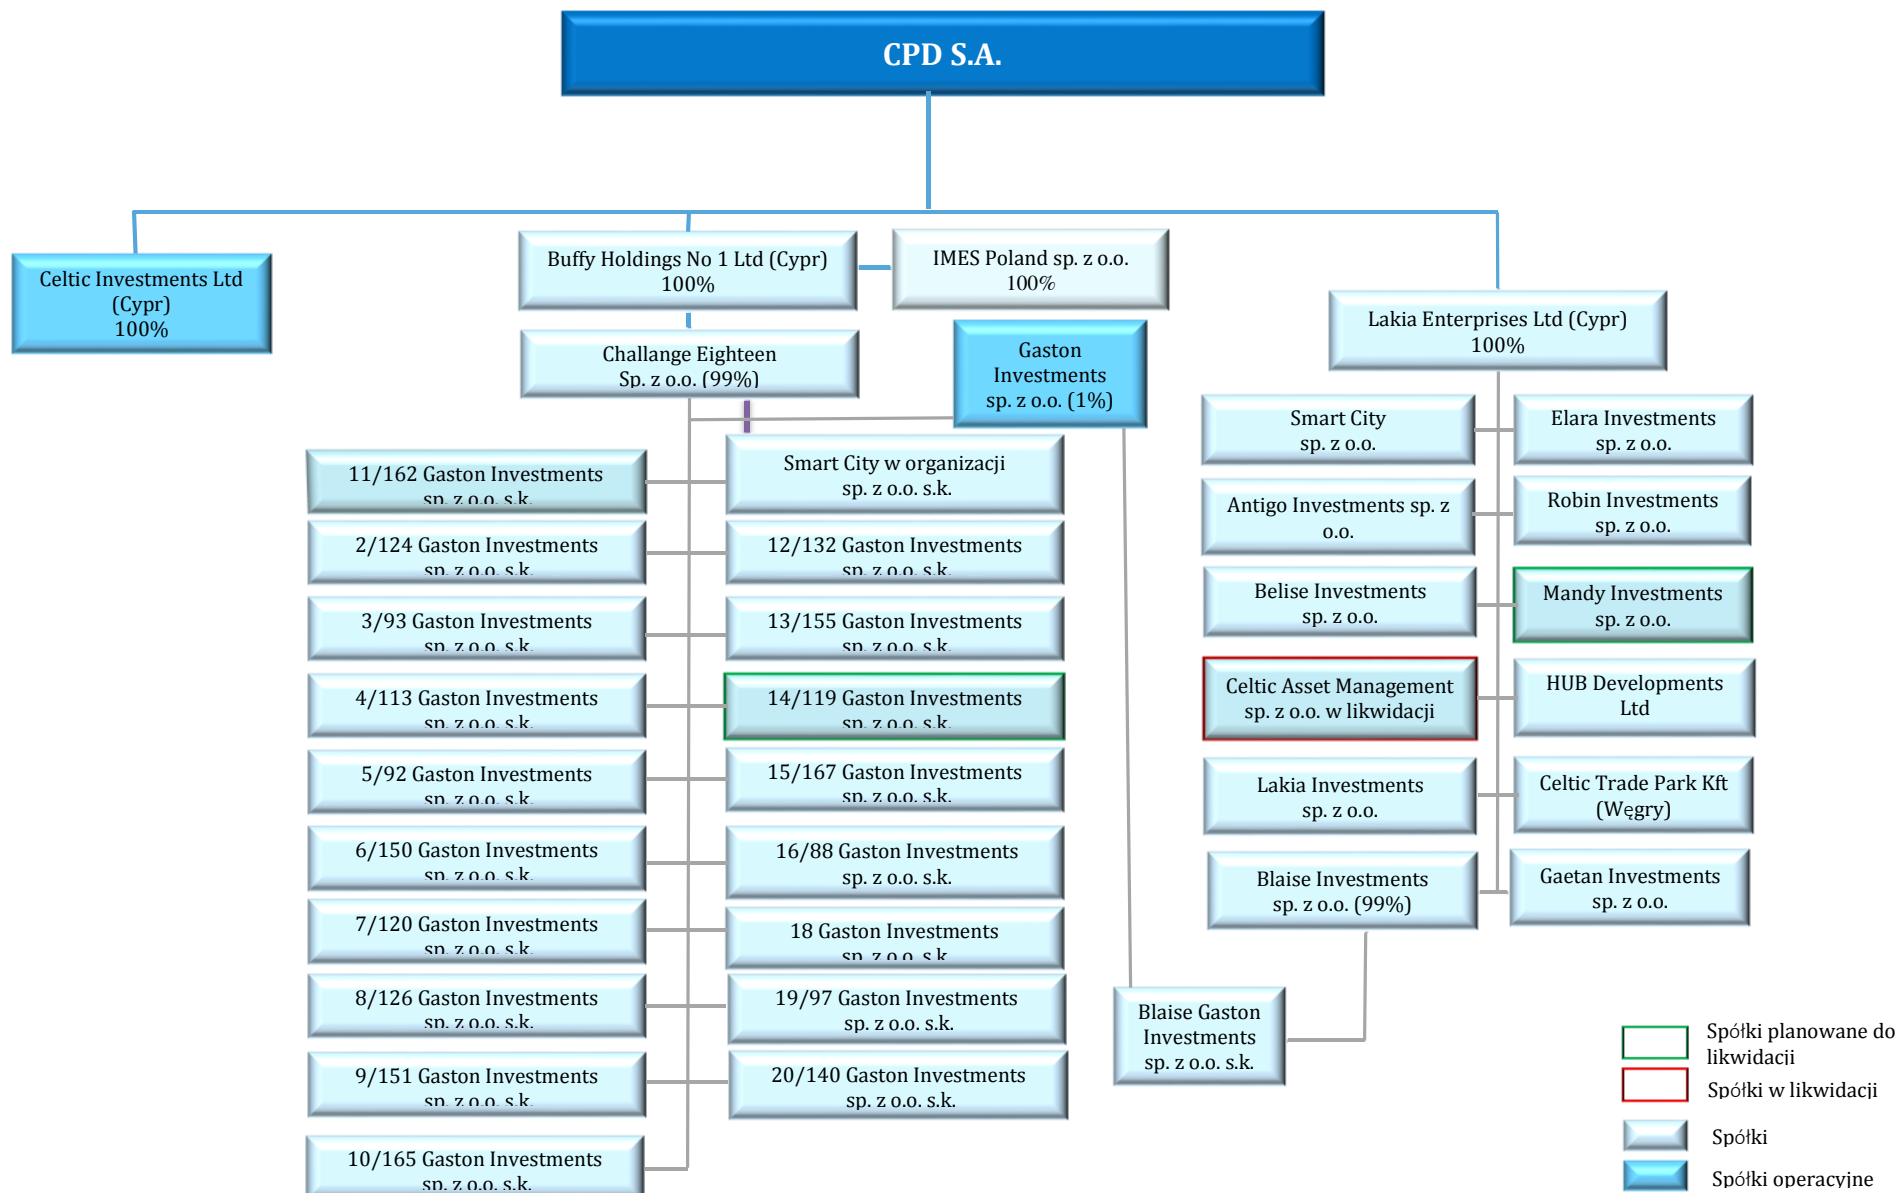 CPD S.A.
Celtic Investments Ltd
(Cypr)
100%
Buffy Holdings No 1 Ltd (Cypr)
100%
IMES Poland sp. z o.o.
100%
Challange Eighteen
Sp. z o.o. (99%)
Gaston
Investments
sp. z o.o. (1%)
Lakia Enterprises Ltd (Cypr)
100%
11/162 Gaston Investments
sp. z o.o. s.k.
2/124 Gaston Investments
sp. z o.o. s.k.
3/93 Gaston Investments
sp. z o.o. s.k.
4/113 Gaston Investments
sp. z o.o. s.k.
5/92 Gaston Investments
sp. z o.o. s.k.
6/150 Gaston Investments
sp. z o.o. s.k.
7/120 Gaston Investments
sp. z o.o. s.k.
8/126 Gaston Investments
sp. z o.o. s.k.
9/151 Gaston Investments
sp. z o.o. s.k.
10/165 Gaston Investments
sp. z o.o. s.k.
Smart City w organizacji
sp. z o.o. s.k.
12/132 Gaston Investments
sp. z o.o. s.k.
13/155 Gaston Investments
sp. z o.o. s.k.
14/119 Gaston Investments
sp. z o.o. s.k.
15/167 Gaston Investments
sp. z o.o. s.k.
16/88 Gaston Investments
sp. z o.o. s.k.
18 Gaston Investments
sp. z o.o. s.k.
19/97 Gaston Investments
sp. z o.o. s.k.
20/140 Gaston Investments
sp. z o.o. s.k.
Smart City
sp. z o.o.
Antigo Investments sp. z
o.o.
Belise Investments
sp. z o.o.
Celtic Asset Management
sp. z o.o. w likwidacji
Lakia Investments
sp. z o.o.
Blaise Investments
sp. z o.o. (99%)
Elara Investments
sp. z o.o.
Robin Investments
sp. z o.o.
Mandy Investments
sp. z o.o.
HUB Developments
Ltd
Celtic Trade Park Kft
(Węgry)
Gaetan Investments
sp. z o.o.
Blaise Gaston
Investments
sp. z o.o. s.k.
Spółki planowane do
likwidacji
Spółki w likwidacji
Spółki
Spółki operacyjne